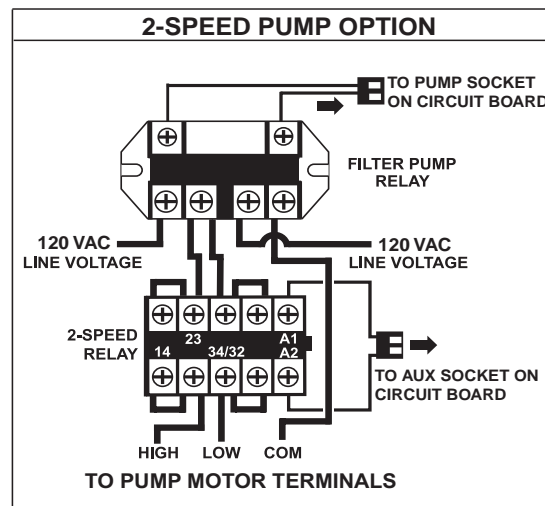 2-SPEED PUMP OPTION
TO PUMP SOCKET
ON CIRCUIT BOARD
FILTER PUMP
RELAY
120 VAC
LINE VOLTAGE
120 VAC
LINE VOLTAGE
2-SPEED
RELAY
23
A1
14
34/32
A2
TO AUX SOCKET ON
CIRCUIT BOARD
HIGH
LOW
COM
TO PUMP MOTOR TERMINALS